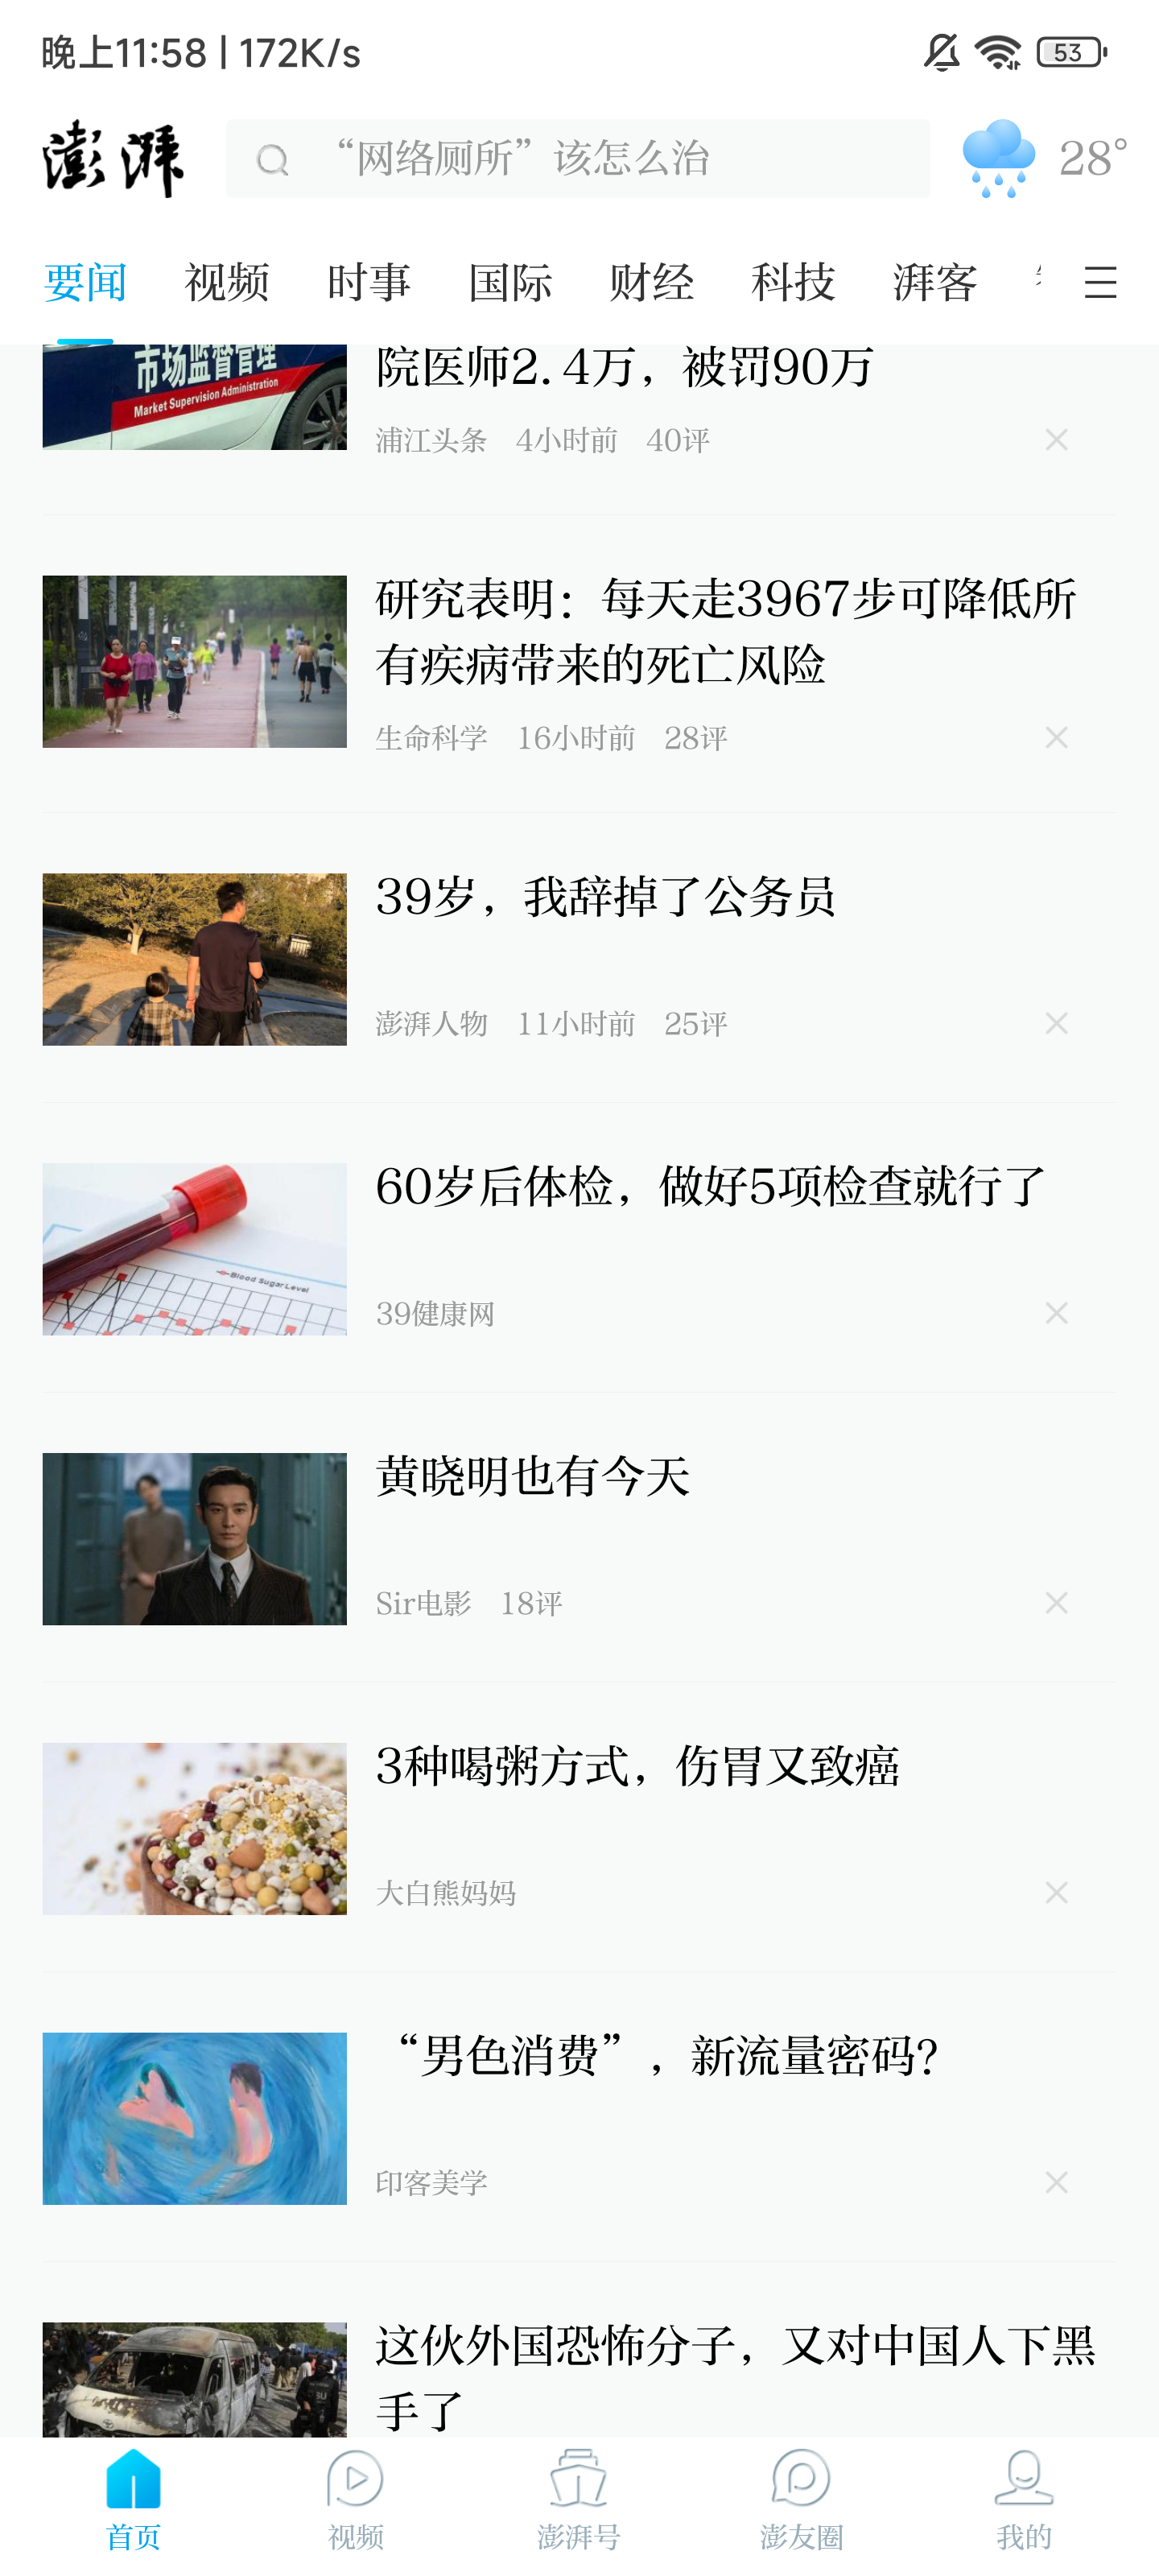 晚上11:58 | 172K/s
53
澎湃
“网络厕所”该怎么治
28°
要闻 视频 时事 国际 财经 科技 湃客
市场监督管理
Market Supervision Administration
院医师2.4万，被罚90万
浦江头条 4小时前 40评
研究表明：每天走3967步可降低所
有疾病带来的死亡风险
生命科学 16小时前 28评
39岁，我辞掉了公务员
澎湃人物 11小时前 25评
60岁后体检，做好5项检查就行了
Blood Sugar Level
39健康网
黄晓明也有今天
Sir电影 18评
3种喝粥方式，伤胃又致癌
大白熊妈妈
“男色消费”，新流量密码？
印客美学
这伙外国恐怖分子，又对中国人下黑
手了
首页 视频 澎湃号 澎友圈 我的